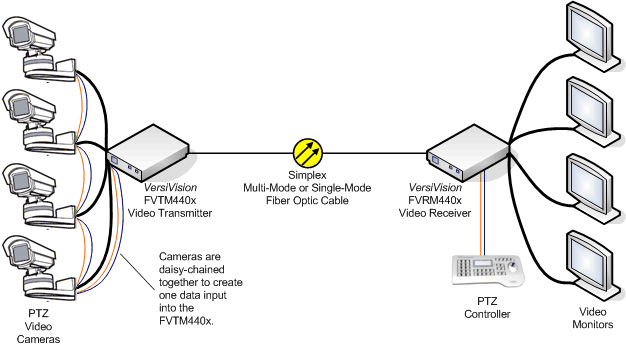 VersiVision
FVTM440x
Video Transmitter
Simplex
Multi-Mode or Single-Mode
Fiber Optic Cable
VersiVision
FVRM440x
Video Receiver
Cameras are
daisy-chained
together to create
one data input
into the
FVTM440x.
PTZ
Video
Cameras
PTZ
Controller
Video
Monitors